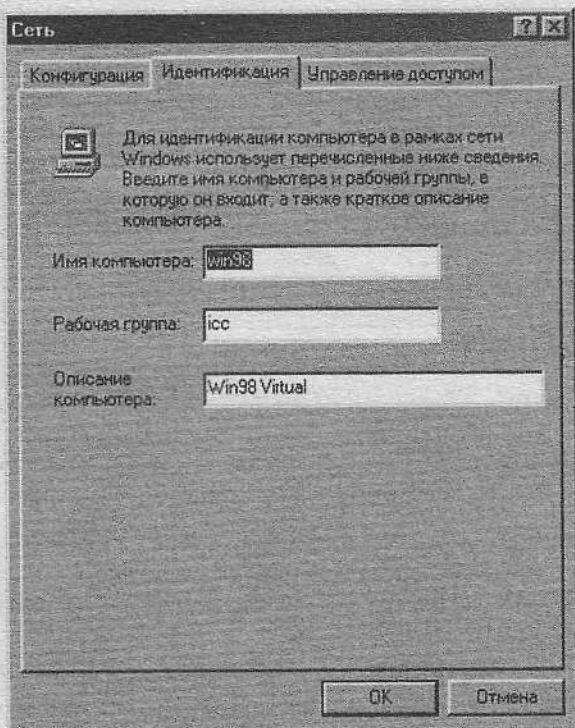 Сеть
Конфигурация Идентификация Управление доступом
Для идентификации компьютера в рамках сети
Windows использует перечисленные ниже сведения.
Введите имя компьютера и рабочей группы, в
которую он входит, а также краткое описание
компьютера.
Имя компьютера: win98
Рабочая группа: icc
Описание
компьютера: Win98 Virtual
OK Отмена